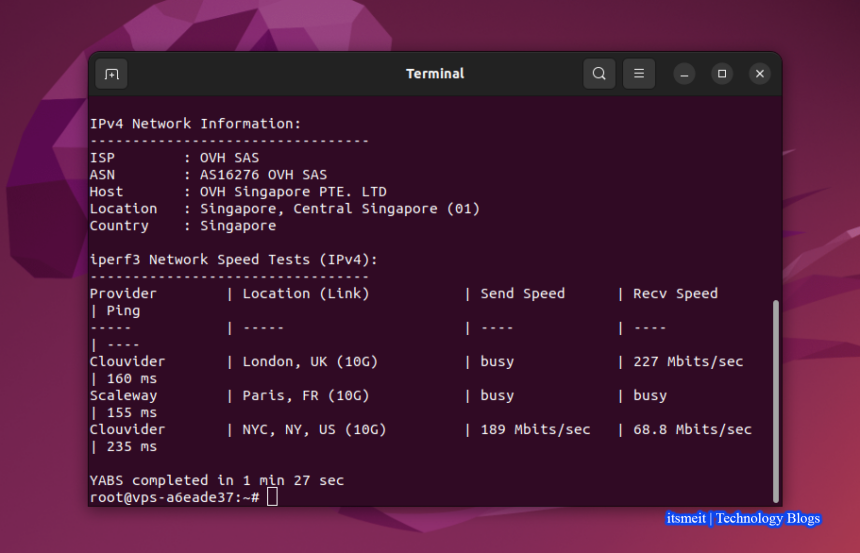 Terminal
IPv4 Network Information:
---------------------------------
ISP        : OVH SAS
ASN        : AS16276 OVH SAS
Host       : OVH Singapore PTE. LTD
Location   : Singapore, Central Singapore (01)
Country    : Singapore
iperf3 Network Speed Tests (IPv4):
---------------------------------
Provider        | Location (Link)           | Send Speed      | Recv Speed
| Ping
-----           | -----                     | ----            | ----
| ----
Clouvider       | London, UK (10G)          | busy            | 227 Mbits/sec
| 160 ms
Scaleway        | Paris, FR (10G)           | busy            | busy
| 155 ms
Clouvider       | NYC, NY, US (10G)         | 189 Mbits/sec   | 68.8 Mbits/sec
| 235 ms
YABS completed in 1 min 27 sec
root@vps-a6eade37:~#
itsmeit | Technology Blogs